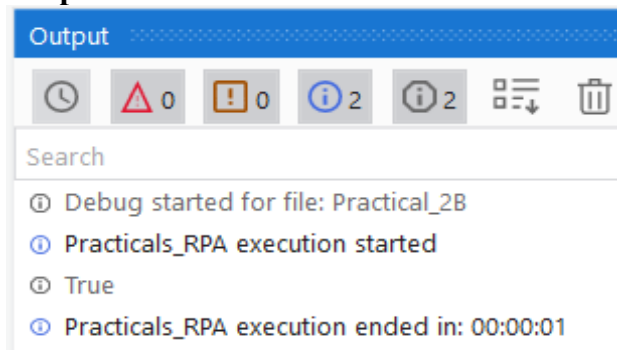 Output
0 0 2 2
Search
Debug started for file: Practical_2B
Practicals_RPA execution started
True
Practicals_RPA execution ended in: 00:00:01